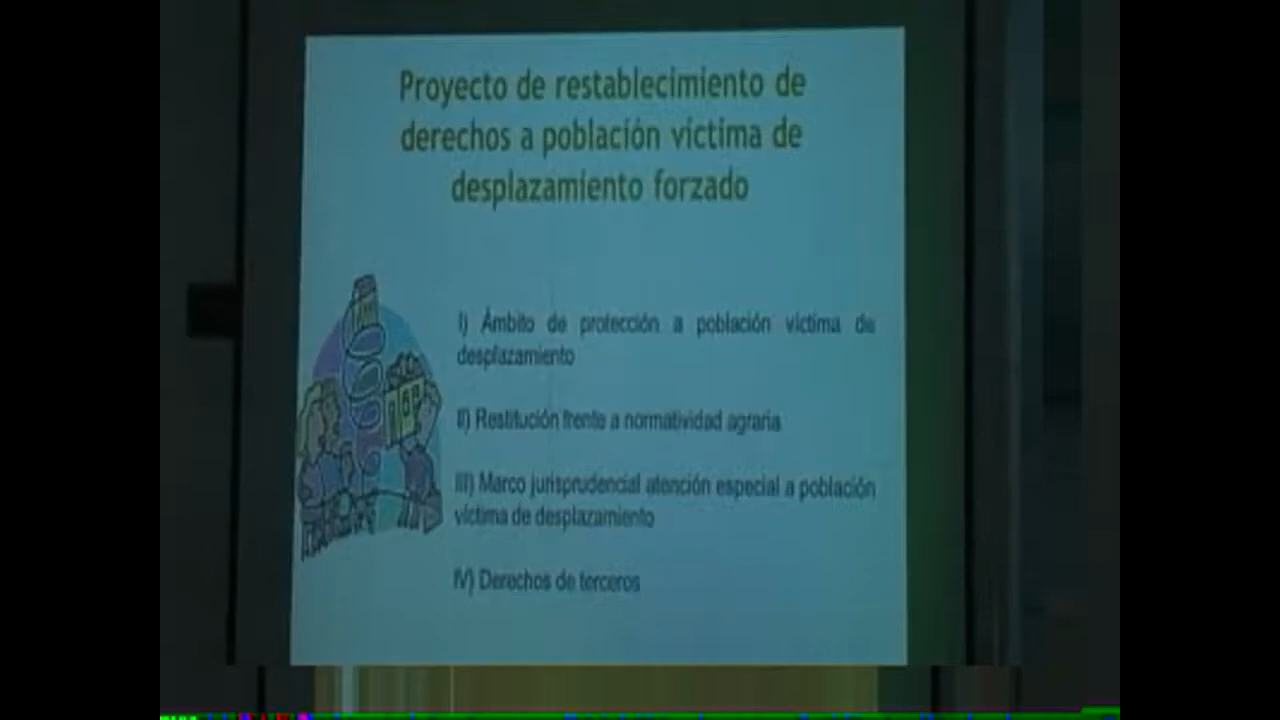 Proyecto de restablecimiento de
derechos a población víctima de
desplazamiento forzado
I) Ámbito de protección a población víctima de
desplazamiento
II) Restitución frente a normatividad agraria
III) Marco jurisprudencial atención especial a población
víctima de desplazamiento
IV) Derechos de terceros